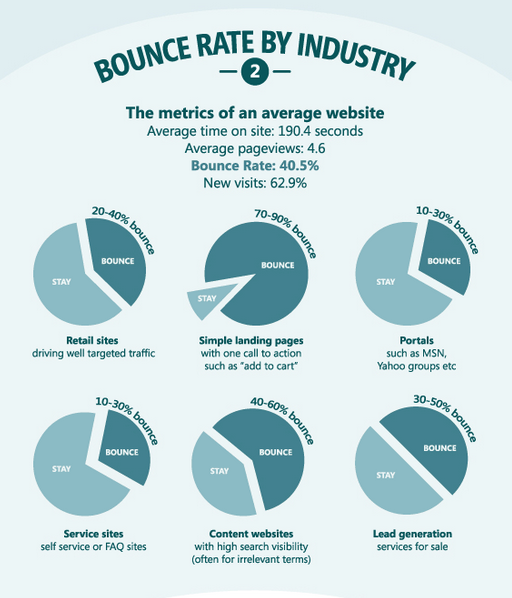 BOUNCE RATE BY INDUSTRY
2
The metrics of an average website
Average time on site: 190.4 seconds
Average pageviews: 4.6
Bounce Rate: 40.5%
New visits: 62.9%
20-40% bounce
BOUNCE
STAY
Retail sites
driving well targeted traffic
70-90% bounce
BOUNCE
STAY
Simple landing pages
with one call to action
such as “add to cart”
10-30% bounce
BOUNCE
STAY
Portals
such as MSN,
Yahoo groups etc
10-30% bounce
BOUNCE
STAY
Service sites
self service or FAQ sites
40-60% bounce
BOUNCE
STAY
Content websites
with high search visibility
(often for irrelevant terms)
30-50% bounce
BOUNCE
STAY
Lead generation
services for sale